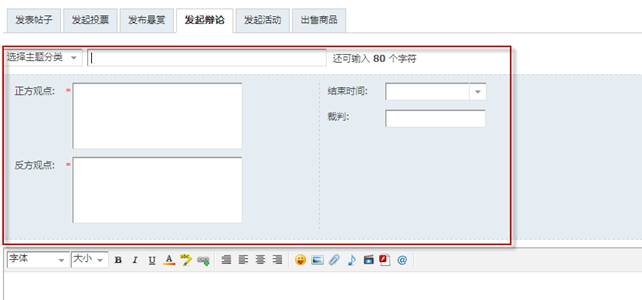 发表帖子 发起投票 发布悬赏 发起辩论 发起活动 出售商品
选择主题分类 还可输入 80 个字符
正方观点: * 结束时间:
裁判:
反方观点: *
字体 大小 B I U A